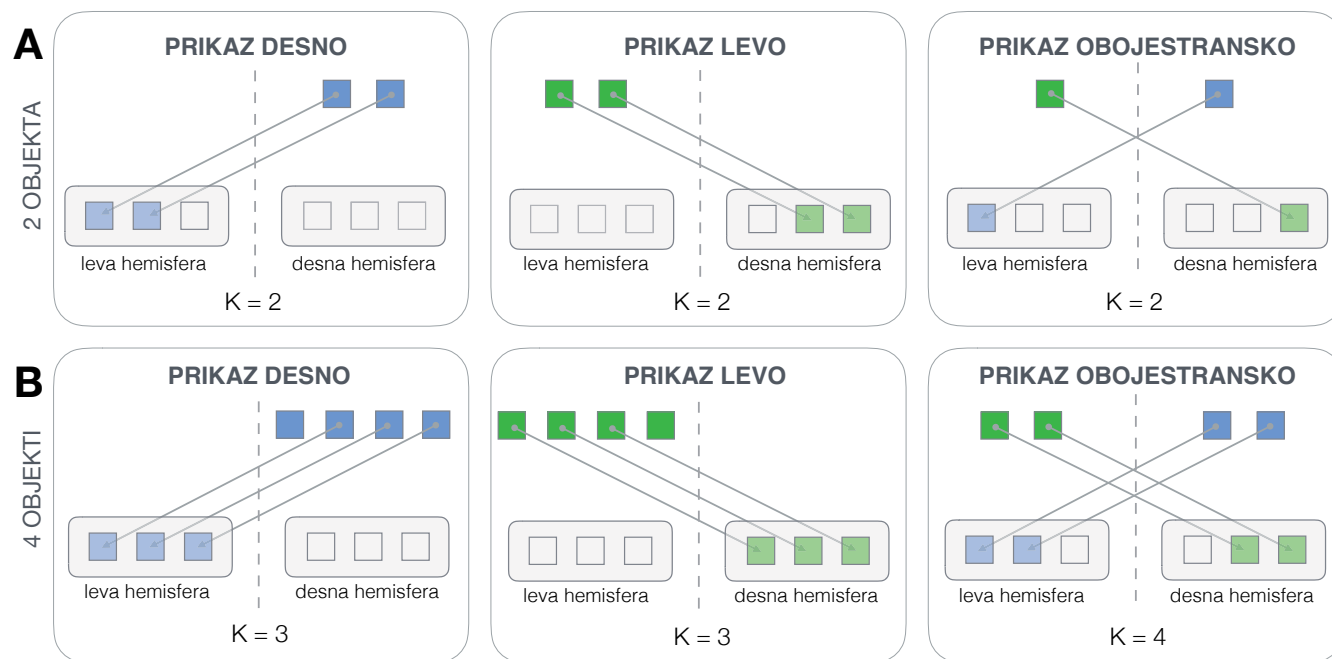 A
2 OBJEKTA
PRIKAZ DESNO
leva hemisfera
desna hemisfera
K = 2
PRIKAZ LEVO
leva hemisfera
desna hemisfera
K = 2
PRIKAZ OBOJESTRANSKO
leva hemisfera
desna hemisfera
K = 2
B
4 OBJEKTI
PRIKAZ DESNO
leva hemisfera
desna hemisfera
K = 3
PRIKAZ LEVO
leva hemisfera
desna hemisfera
K = 3
PRIKAZ OBOJESTRANSKO
leva hemisfera
desna hemisfera
K = 4